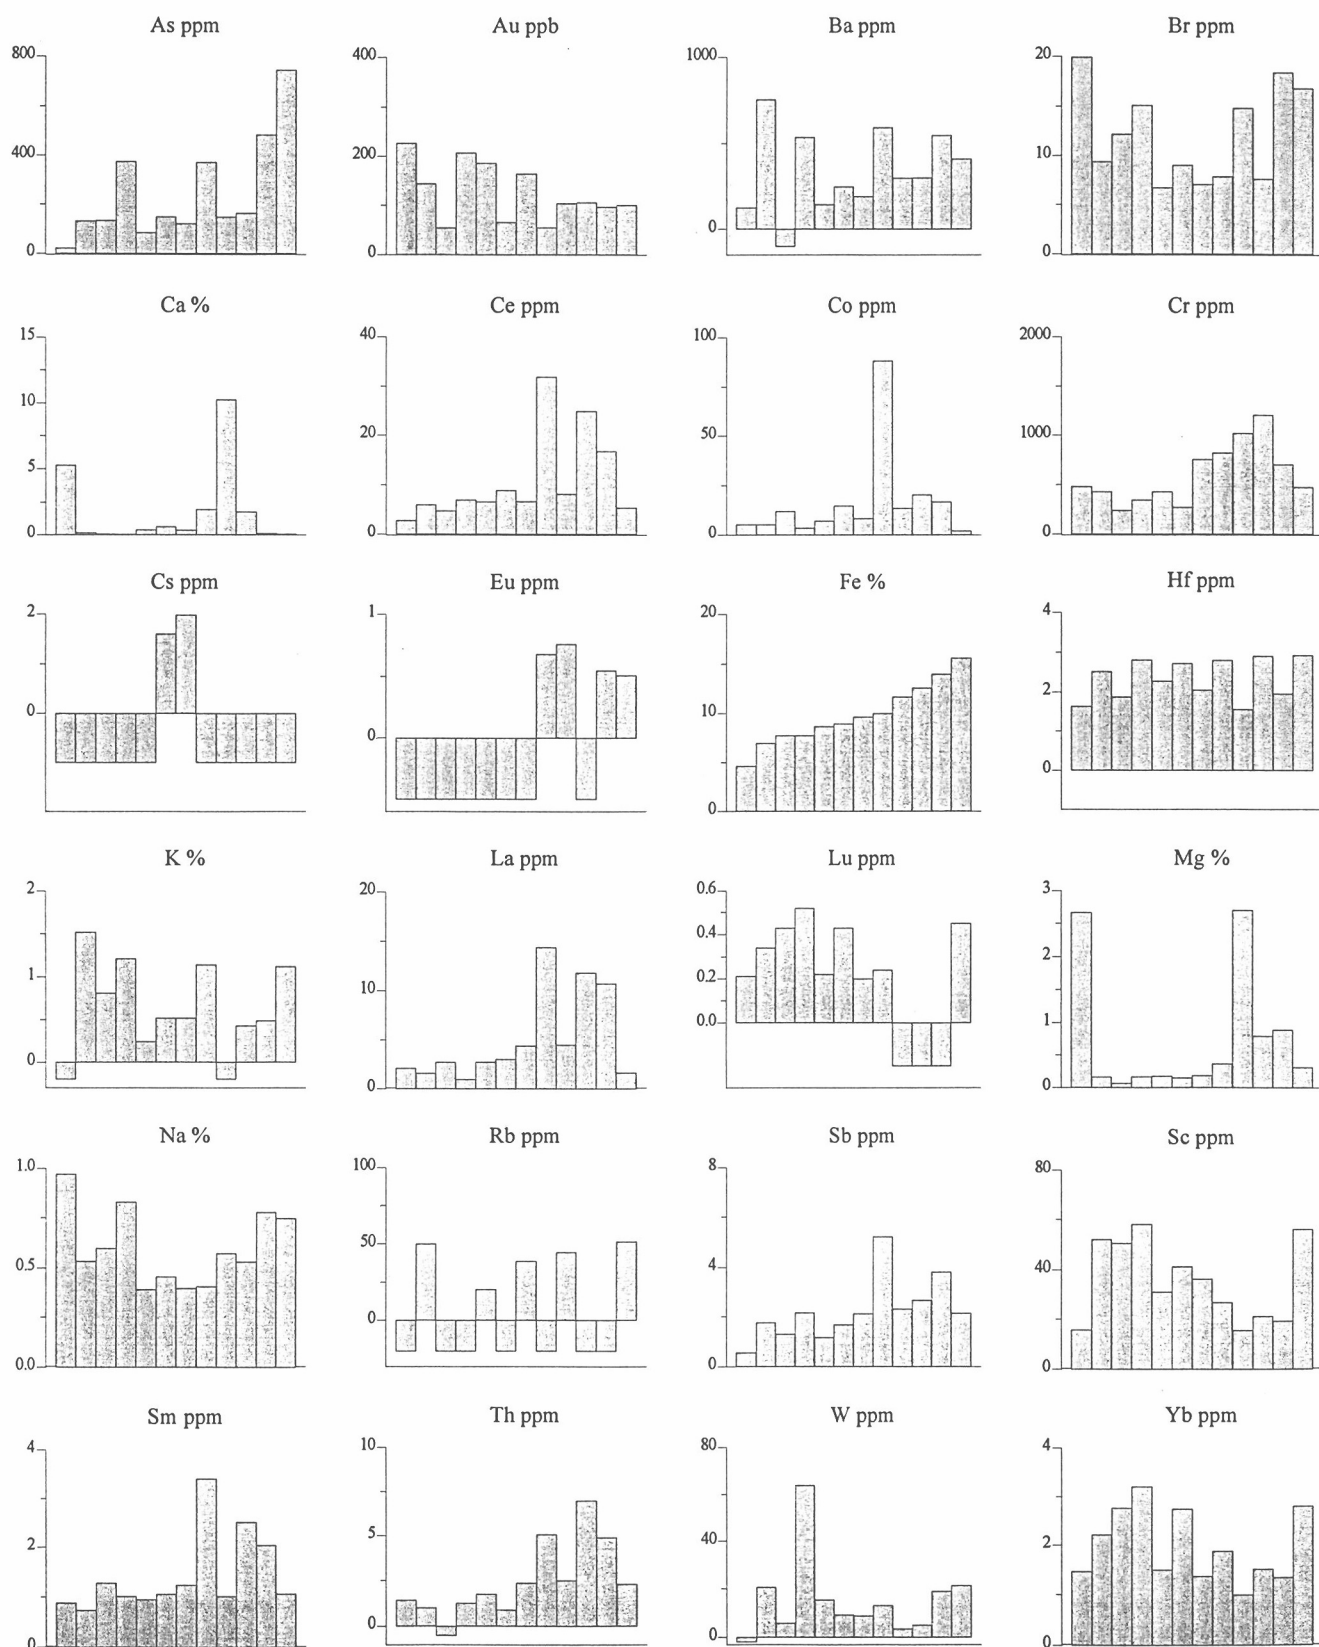 As ppm Au ppb Ba ppm Br ppm
800 400 1000 20
400 200 0 10
0 0 0
Ca % Ce ppm Co ppm Cr ppm
15 40 100 2000
10 20 50 1000
5
0 0 0 0
Cs ppm Eu ppm Fe % Hf ppm
2 1 20 4
0 0 10 2
0 0
K % La ppm Lu ppm Mg %
2 20 0.6 3
1 10 0.4 2
0.2 1
0 0 0.0 0
Na % Rb ppm Sb ppm Sc ppm
1.0 100 8 80
0.5 50 4 40
0.0 0 0 0
Sm ppm Th ppm W ppm Yb ppm
4 10 80 4
2 5 40 2
0 0 0 0